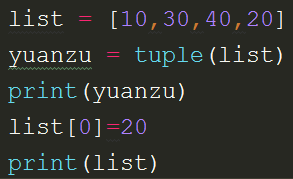 list = [10,30,40,20]
yuanzu = tuple(list)
print(yuanzu)
list[0]=20
print(list)